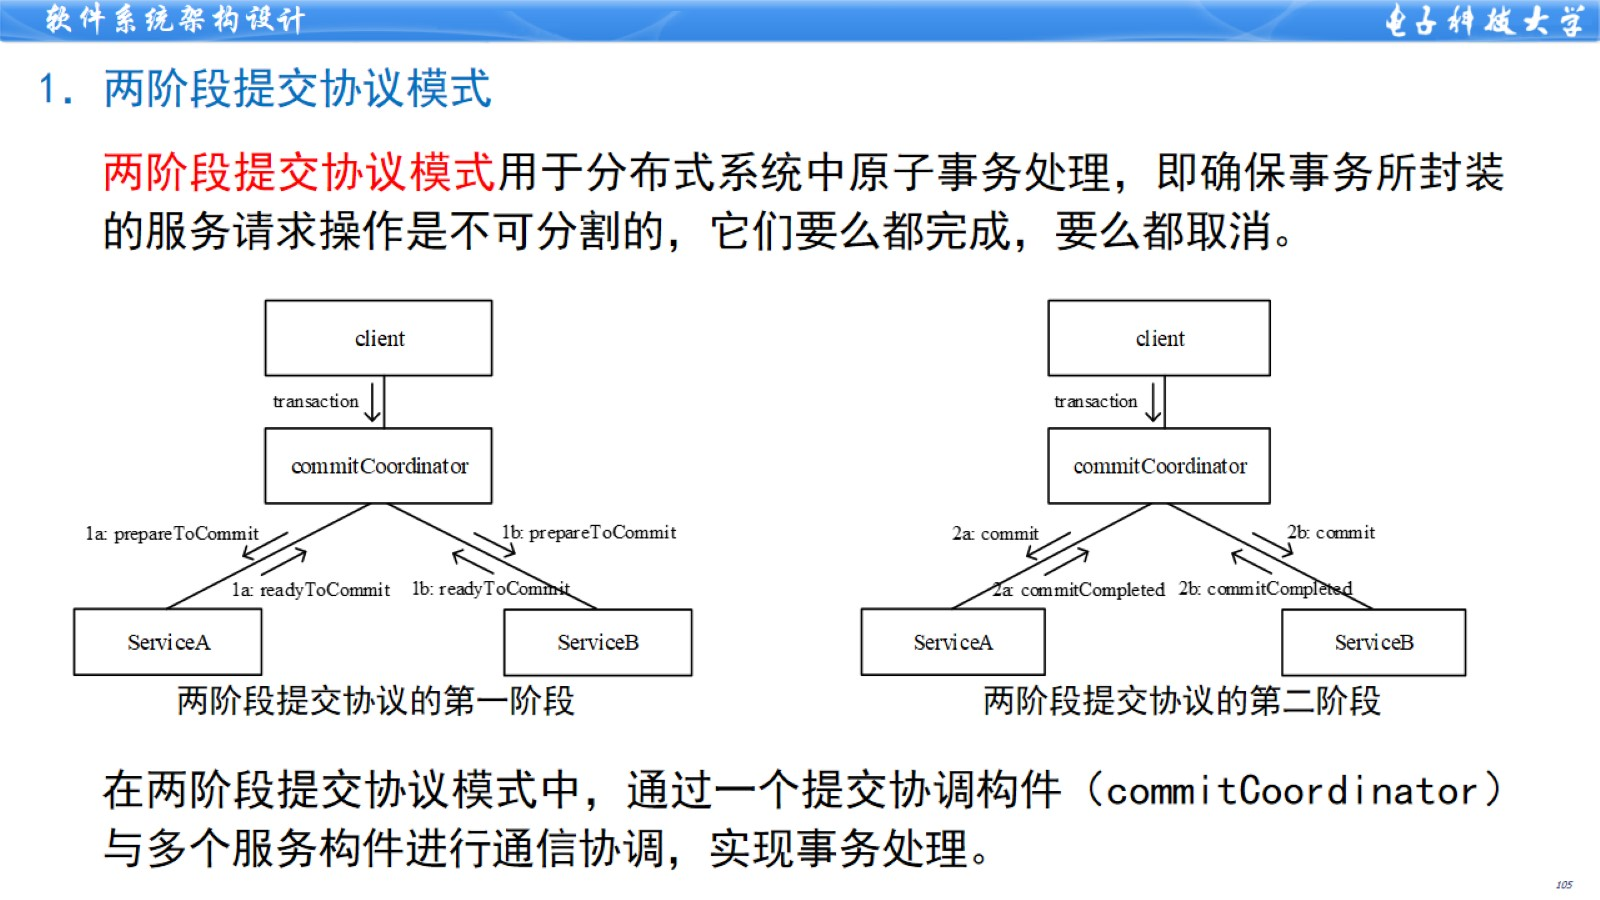 软件系统架构设计
电子科技大学
1. 两阶段提交协议模式
两阶段提交协议模式用于分布式系统中原子事务处理，即确保事务所封装
的服务请求操作是不可分割的，它们要么都完成，要么都取消。
client
transaction
commitCoordinator
1a: prepareToCommit
1b: prepareToCommit
1a: readyToCommit
1b: readyToCommit
ServiceA
ServiceB
两阶段提交协议的第一阶段
client
transaction
commitCoordinator
2a: commit
2b: commit
2a: commitCompleted
2b: commitCompleted
ServiceA
ServiceB
两阶段提交协议的第二阶段
在两阶段提交协议模式中，通过一个提交协调构件（commitCoordinator）
与多个服务构件进行通信协调，实现事务处理。
105